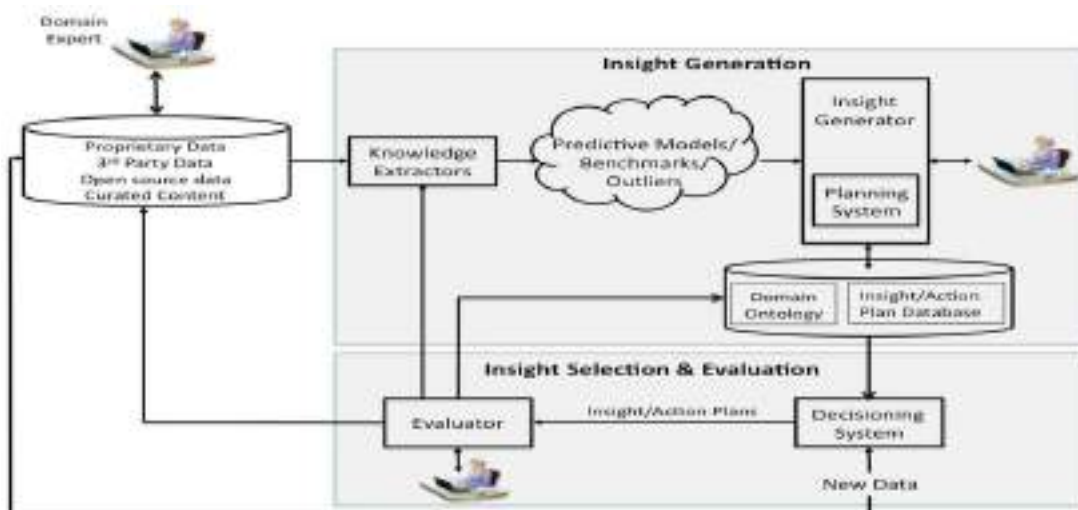 Domain
Expert
Insight Generation
Proprietary Data
3rd Party Data
Open source data
Curated Content
Knowledge
Extractors
Predictive Models/
Benchmarks/
Outliers
Insight
Generator
Planning
System
Domain
Ontology
Insight/Action
Plan Database
Insight Selection & Evaluation
Evaluator
Insight/Action Plans
Decisioning
System
New Data